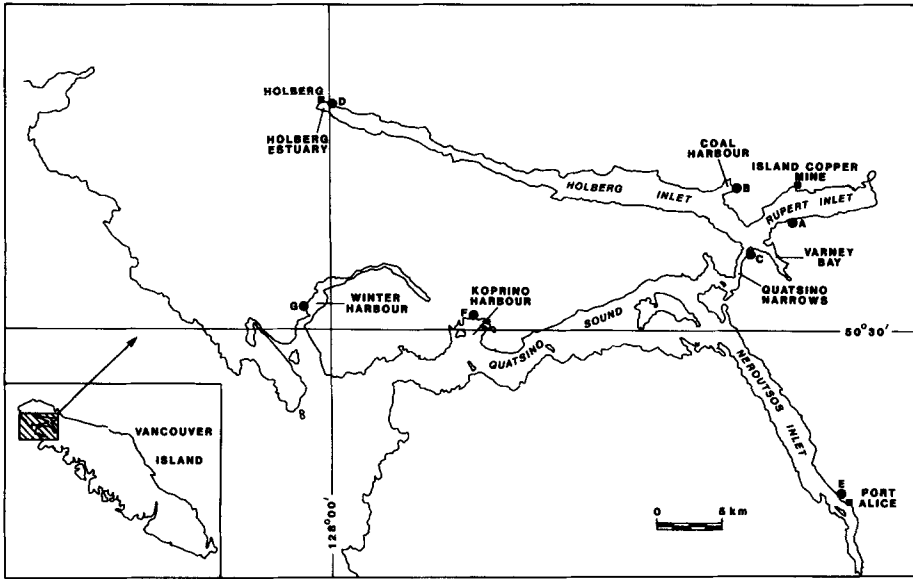 HOLBERG
D
HOLBERG
ESTUARY
COAL
HARBOUR
B
ISLAND COPPER
MINE
HOLBERG INLET
RUPERT INLET
A
C
VARNEY
BAY
QUATSINO
NARROWS
G
WINTER
HARBOUR
KOPRINO
HARBOUR
F
QUATSINO SOUND
50°30'
NEROUTSOS INLET
VANCOUVER
ISLAND
128°00'
E
PORT
ALICE
0 5 km